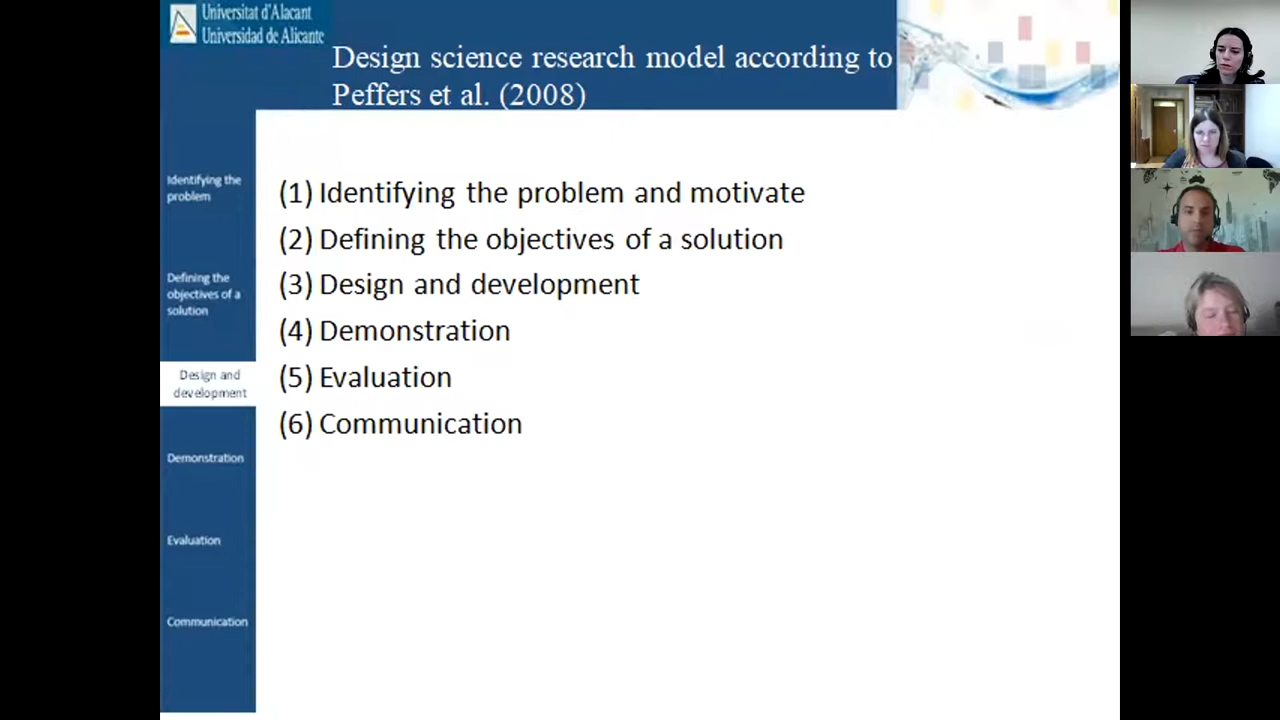 Universitat d'Alacant
Universidad de Alicante
Design science research model according to
Peffers et al. (2008)
Identifying the
problem
Defining the
objectives of a
solution
Design and
development
Demonstration
Evaluation
Communication
(1) Identifying the problem and motivate
(2) Defining the objectives of a solution
(3) Design and development
(4) Demonstration
(5) Evaluation
(6) Communication